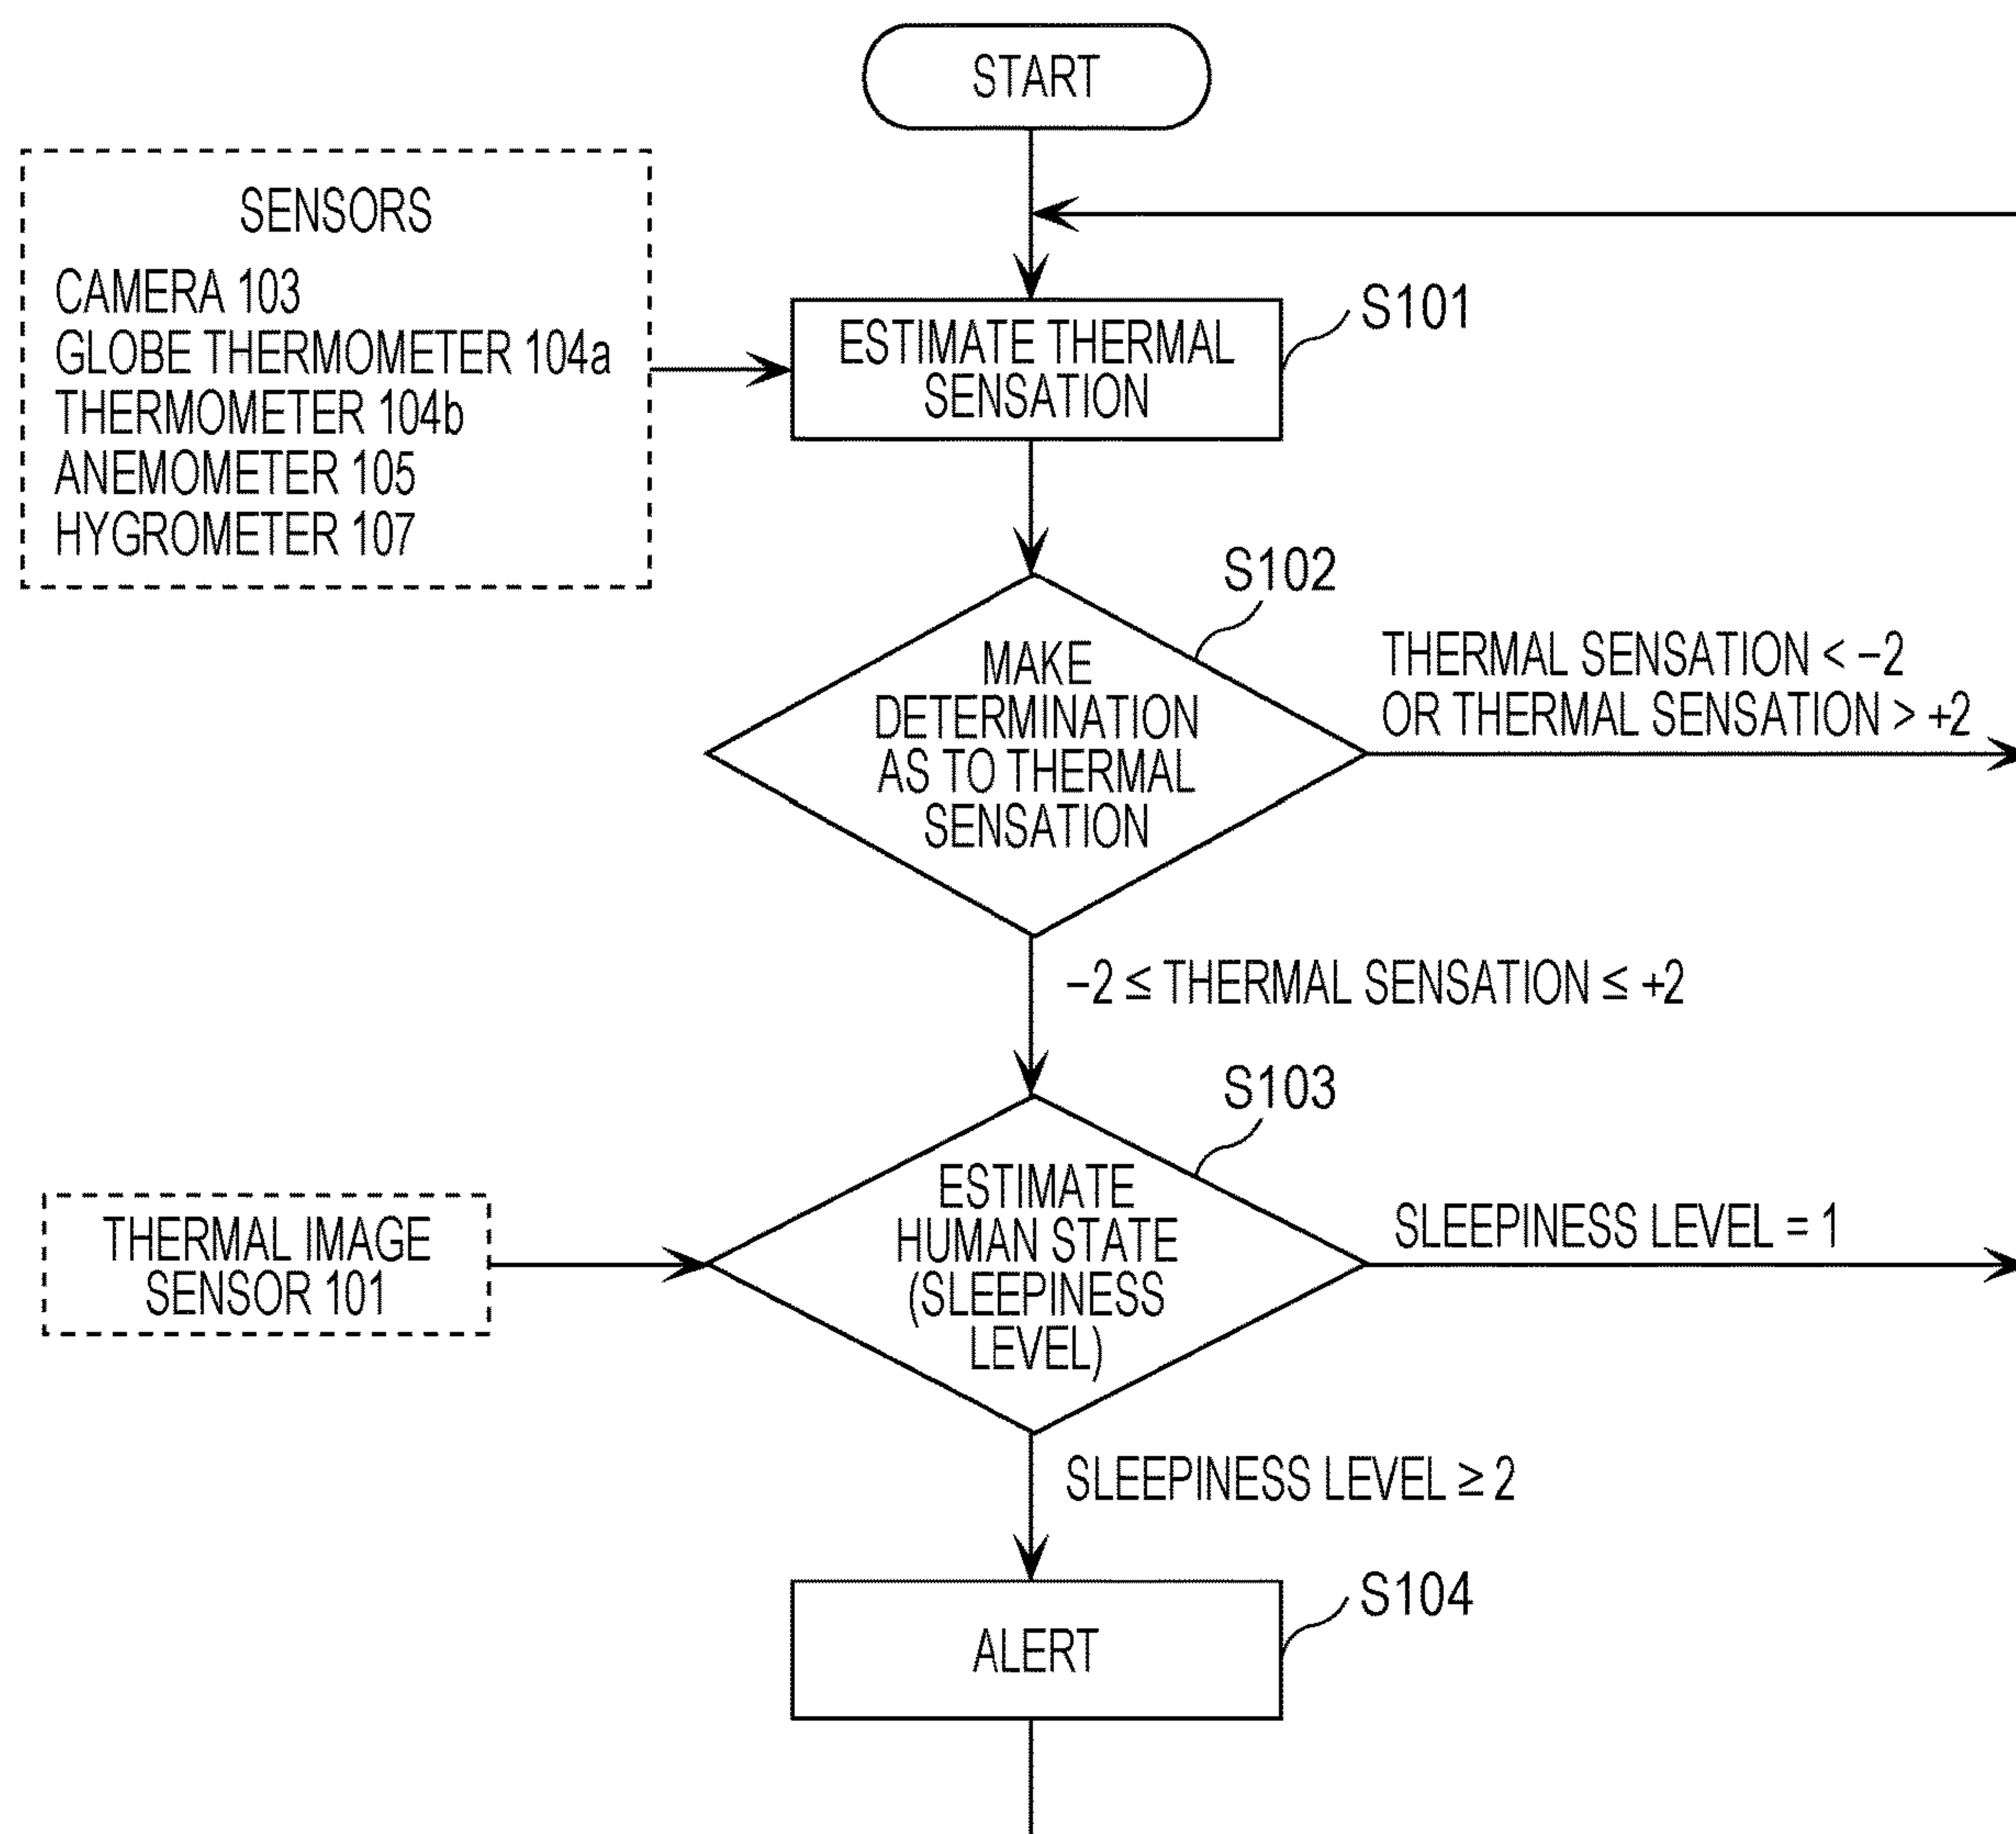 START
SENSORS
CAMERA 103
GLOBE THERMOMETER 104a
THERMOMETER 104b
ANEMOMETER 105
HYGROMETER 107
ESTIMATE THERMAL
SENSATION
S101
S102
MAKE
DETERMINATION
AS TO THERMAL
SENSATION
THERMAL SENSATION < –2
OR THERMAL SENSATION > +2
–2 ≤ THERMAL SENSATION ≤ +2
S103
THERMAL IMAGE
SENSOR 101
ESTIMATE
HUMAN STATE
(SLEEPINESS
LEVEL)
SLEEPINESS LEVEL = 1
SLEEPINESS LEVEL ≥ 2
S104
ALERT